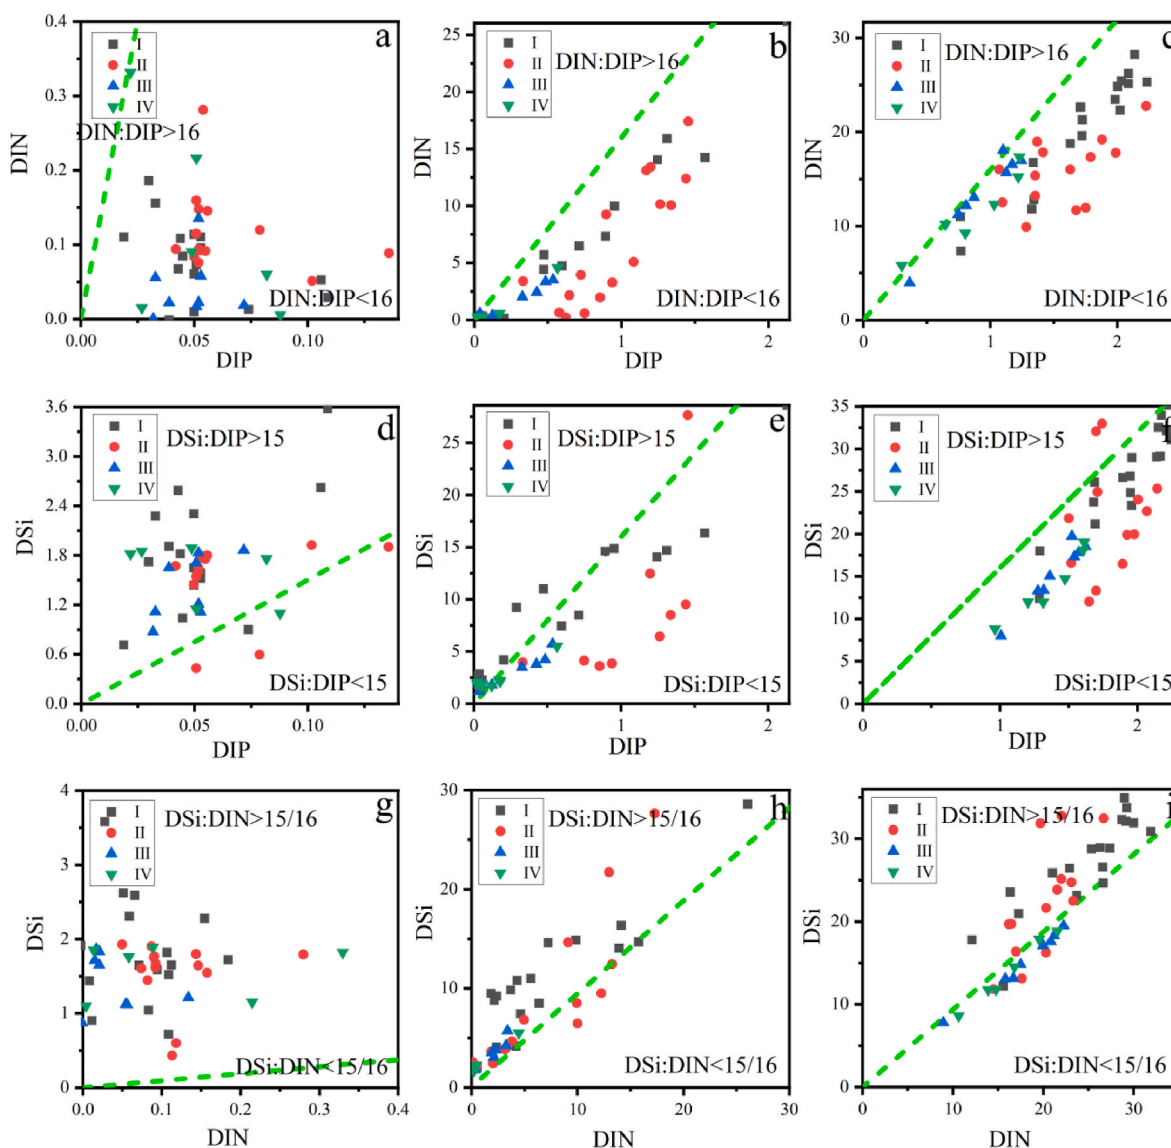 a
I
II
III
IV
DIN:DIP>16
DIN:DIP<16
DIN
0.4
0.3
0.2
0.1
0.0
0.00
0.05
0.10
DIP
b
I
II
III
IV
DIN:DIP>16
DIN:DIP<16
DIN
25
20
15
10
5
0
0
1
2
DIP
c
I
II
III
IV
DIN:DIP>16
DIN:DIP<16
DIN
30
20
10
0
0
1
2
DIP
d
I
II
III
IV
DSi:DIP>15
DSi:DIP<15
DSi
3.6
3.0
2.4
1.8
1.2
0.6
0.0
0.00
0.05
0.10
DIP
e
I
II
III
IV
DSi:DIP>15
DSi:DIP<15
DSi
25
20
15
10
5
0
0
1
2
DIP
f
I
II
III
IV
DSi:DIP>15
DSi:DIP<15
DSi
35
30
25
20
15
10
5
0
0
1
2
DIP
g
I
II
III
IV
DSi:DIN>15/16
DSi:DIN<15/16
DSi
4
3
2
1
0
0.0
0.1
0.2
0.3
0.4
DIN
h
I
II
III
IV
DSi:DIN>15/16
DSi:DIN<15/16
DSi
30
20
10
0
0
10
20
30
DIN
i
I
II
III
IV
DSi:DIN>15/16
DSi:DIN<15/16
DSi
30
20
10
0
0
10
20
30
DIN